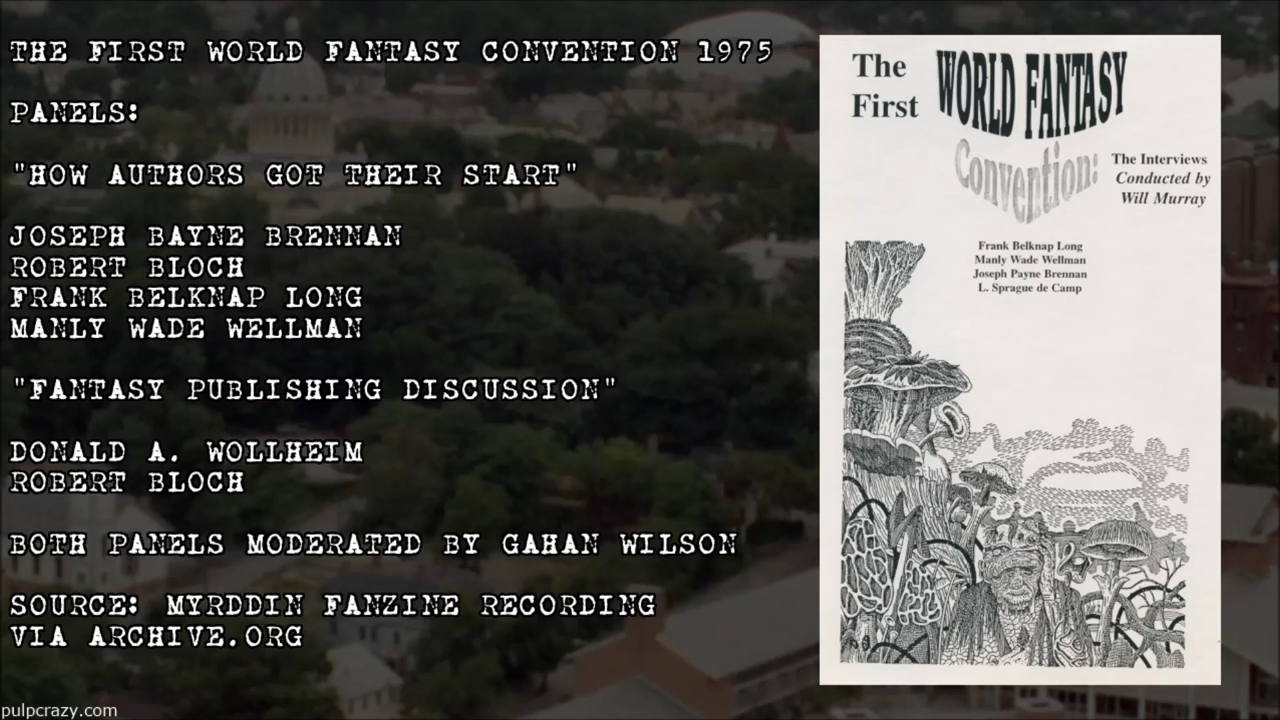 THE FIRST WORLD FANTASY CONVENTION 1975
PANELS:
"HOW AUTHORS GOT THEIR START"
JOSEPH BAYNE BRENNAN
ROBERT BLOCH
FRANK BELKNAP LONG
MANLY WADE WELLMAN
"FANTASY PUBLISHING DISCUSSION"
DONALD A. WOLLHEIM
ROBERT BLOCH
BOTH PANELS MODERATED BY GAHAN WILSON
SOURCE: MYRDDIN FANZINE RECORDING
VIA ARCHIVE.ORG
The
First
WORLD FANTASY
Convention:
The Interviews
Conducted by
Will Murray
Frank Belknap Long
Manly Wade Wellman
Joseph Payne Brennan
L. Sprague de Camp
pulpcrazy.com